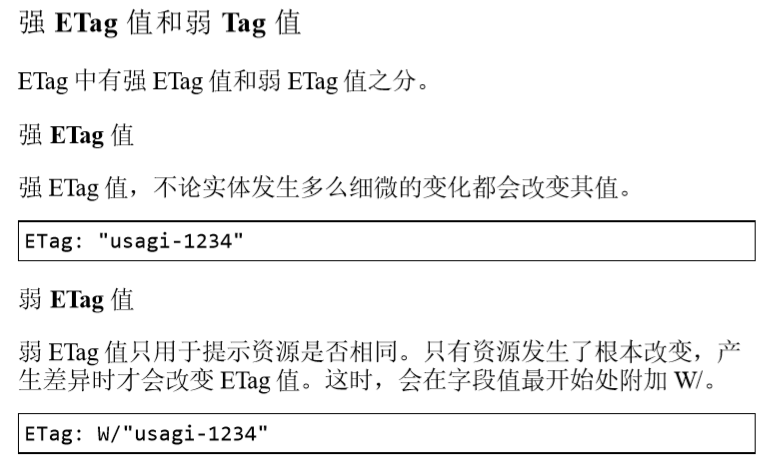 强 ETag 值和弱 Tag 值
ETag 中有强 ETag 值和弱 ETag 值之分。
强 ETag 值
强 ETag 值，不论实体发生多么细微的变化都会改变其值。
ETag: "usagi-1234"
弱 ETag 值
弱 ETag 值只用于提示资源是否相同。只有资源发生了根本改变，产
生差异时才会改变 ETag 值。这时，会在字段值最开始处附加 W/。
ETag: W/"usagi-1234"